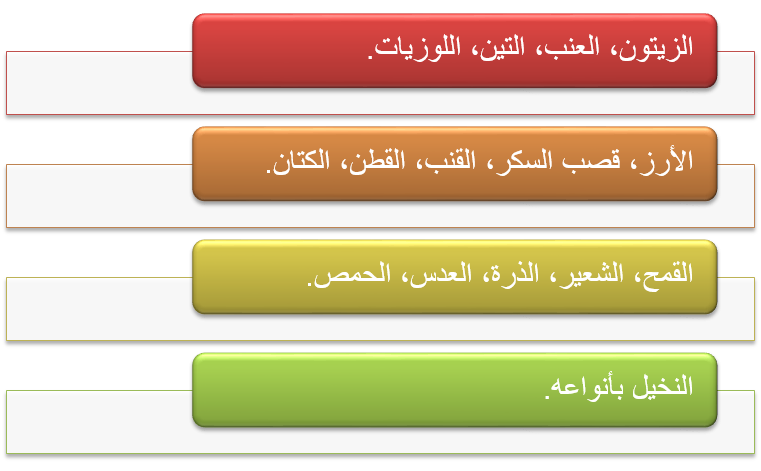 الزيتون، العنب، التين، اللوزيات.
الأرز، قصب السكر، القنب، القطن، الكتان.
القمح، الشعير، الذرة، العدس، الحمص.
النخيل بأنواعه.